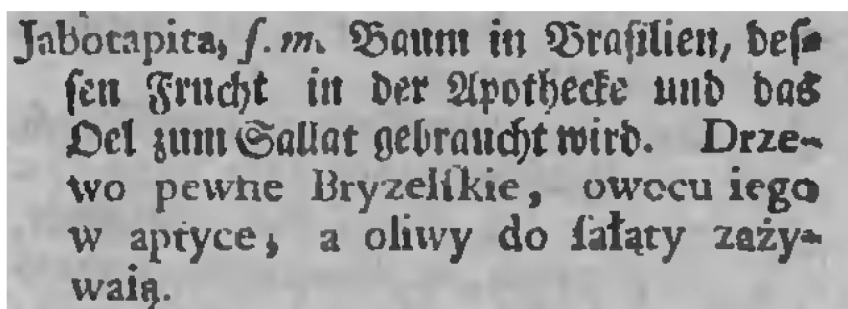 Jabotapita, ſ. m. Baum in Braſilien, deſ-
ſen Frucht in der Apothecke und das
Oel zum Sallat gebraucht wird. Drze-
wo pewne Bryzelſkie, owocu iego
w aptyce, a oliwy do ſałąty zaży-
waią.